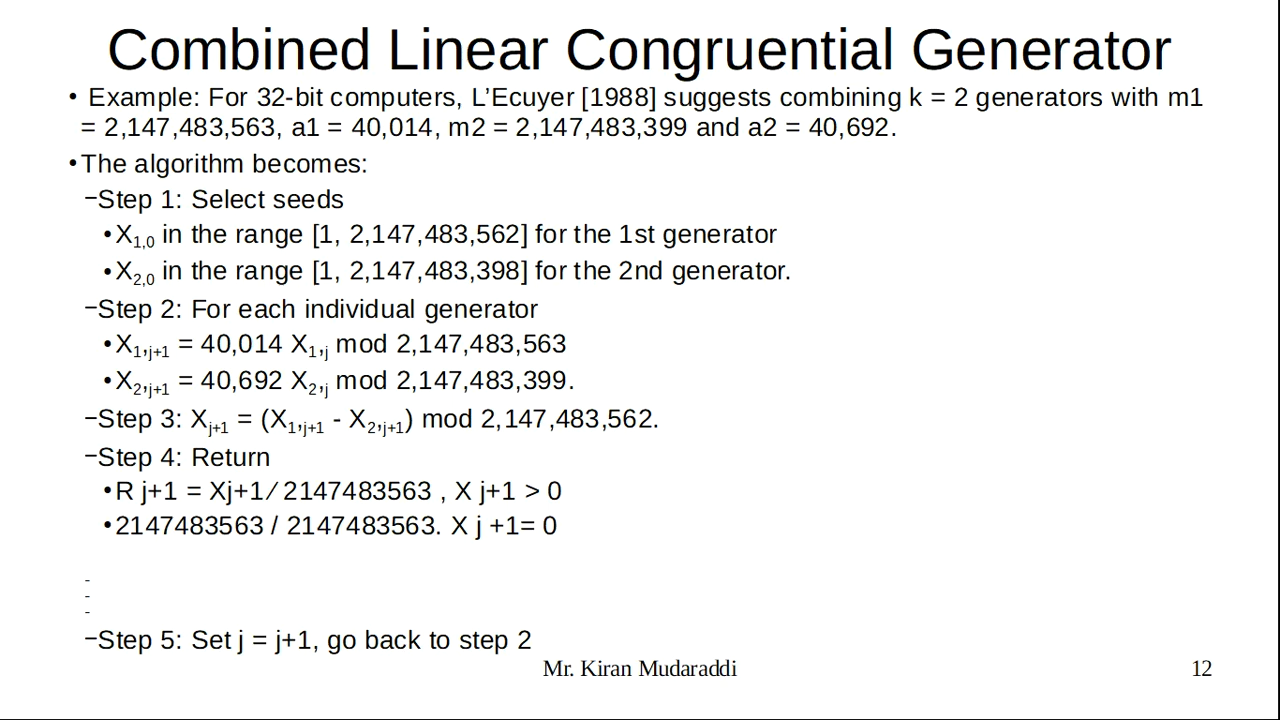 Combined Linear Congruential Generator
• Example: For 32-bit computers, L’Ecuyer [1988] suggests combining k = 2 generators with m1
= 2,147,483,563, a1 = 40,014, m2 = 2,147,483,399 and a2 = 40,692.
• The algorithm becomes:
–Step 1: Select seeds
• X1,0 in the range [1, 2,147,483,562] for the 1st generator
• X2,0 in the range [1, 2,147,483,398] for the 2nd generator.
–Step 2: For each individual generator
• X1,j+1 = 40,014 X1,j mod 2,147,483,563
• X2,j+1 = 40,692 X2,j mod 2,147,483,399.
–Step 3: Xj+1 = (X1,j+1 - X2,j+1) mod 2,147,483,562.
–Step 4: Return
• R j+1 = Xj+1 ∕ 2147483563 , X j+1 > 0
• 2147483563 / 2147483563. X j +1= 0
-
-
-
–Step 5: Set j = j+1, go back to step 2
Mr. Kiran Mudaraddi
12